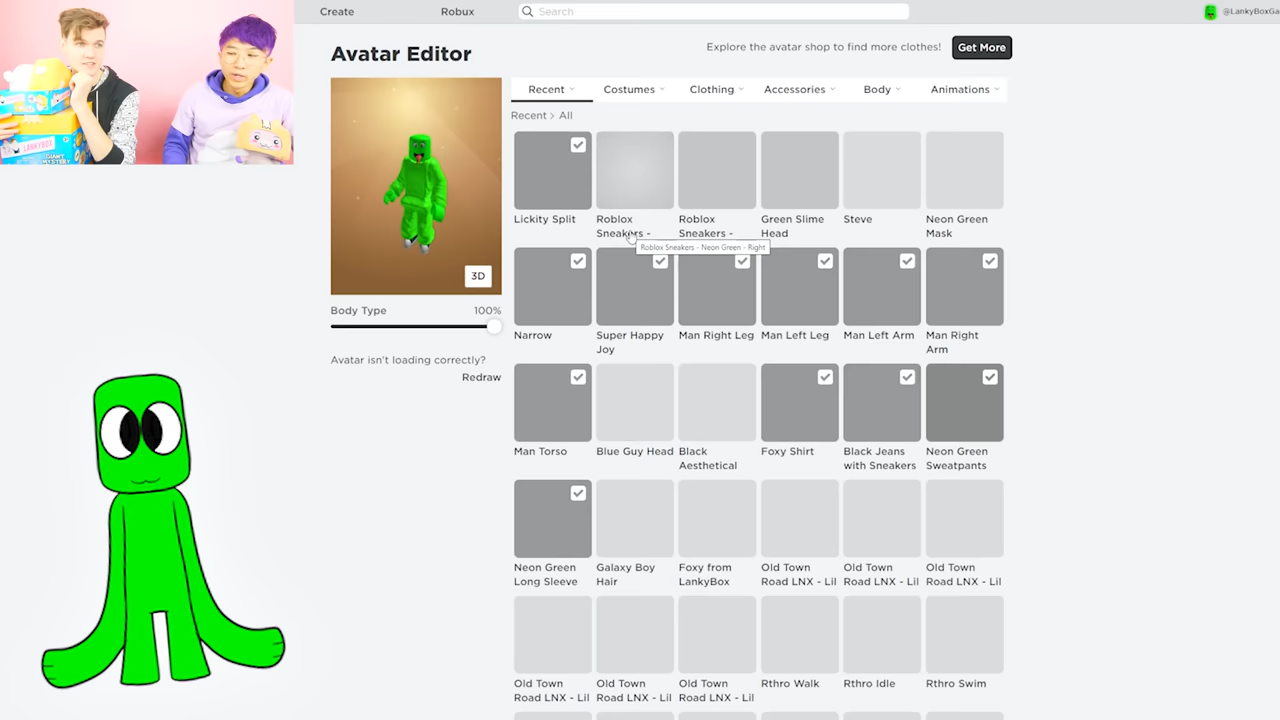 Create
Robux
Search
@LankyBoxGa
LANKYBOX
GIANT
MYSTERY
Avatar Editor
Explore the avatar shop to find more clothes!
Get More
Recent
Costumes
Clothing
Accessories
Body
Animations
Recent > All
3D
Body Type
100%
Avatar isn't loading correctly?
Redraw
Lickity Split
Roblox
Sneakers -
Roblox
Sneakers -
Green Slime
Head
Steve
Neon Green
Mask
Roblox Sneakers - Neon Green - Right
Narrow
Super Happy
Joy
Man Right Leg
Man Left Leg
Man Left Arm
Man Right
Arm
Man Torso
Blue Guy Head
Black
Aesthetical
Foxy Shirt
Black Jeans
with Sneakers
Neon Green
Sweatpants
Neon Green
Long Sleeve
Galaxy Boy
Hair
Foxy from
LankyBox
Old Town
Road LNX - Lil
Old Town
Road LNX - Lil
Old Town
Road LNX - Lil
Old Town
Road LNX - Lil
Old Town
Road LNX - Lil
Old Town
Road LNX - Lil
Rthro Walk
Rthro Idle
Rthro Swim